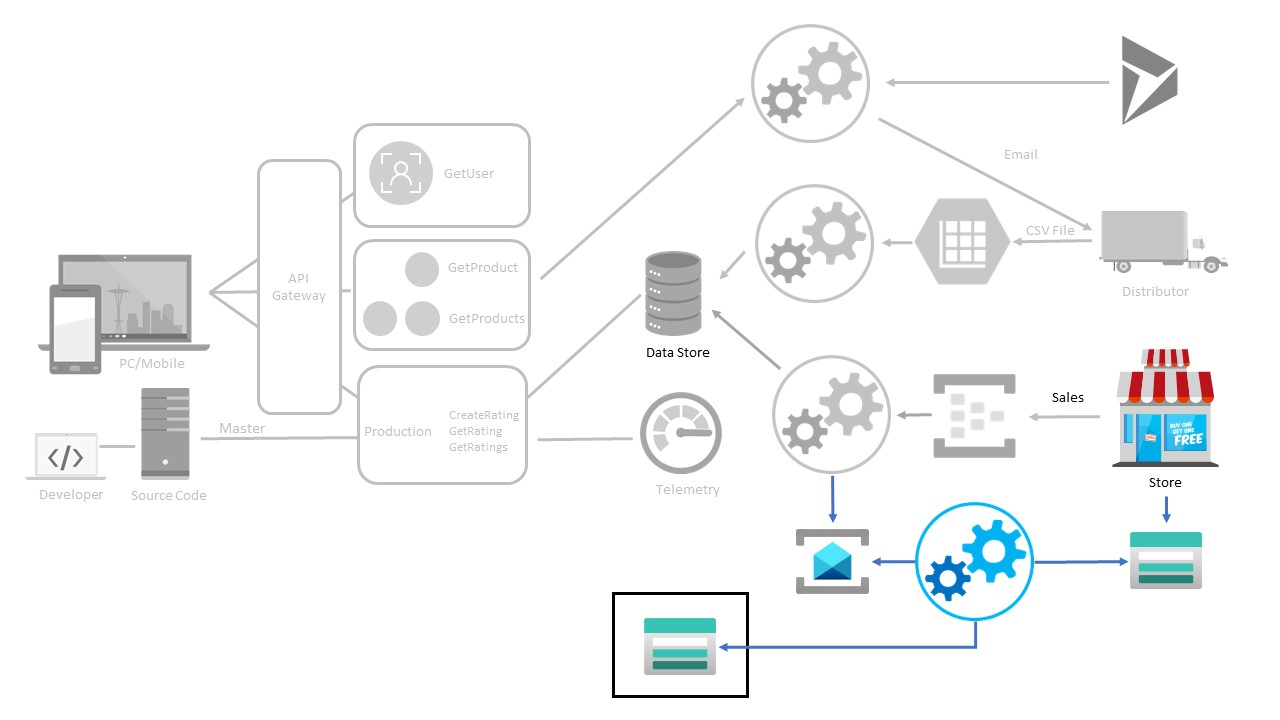 Email
GetUser
CSV File
API
Gateway
GetProduct
GetProducts
Distributor
Data Store
PC/Mobile
Sales
CreateRating
Production
GetRating
GetRatings
Master
BUY ONE
GET ONE
FREE
</>
Developer
Source Code
Telemetry
Store